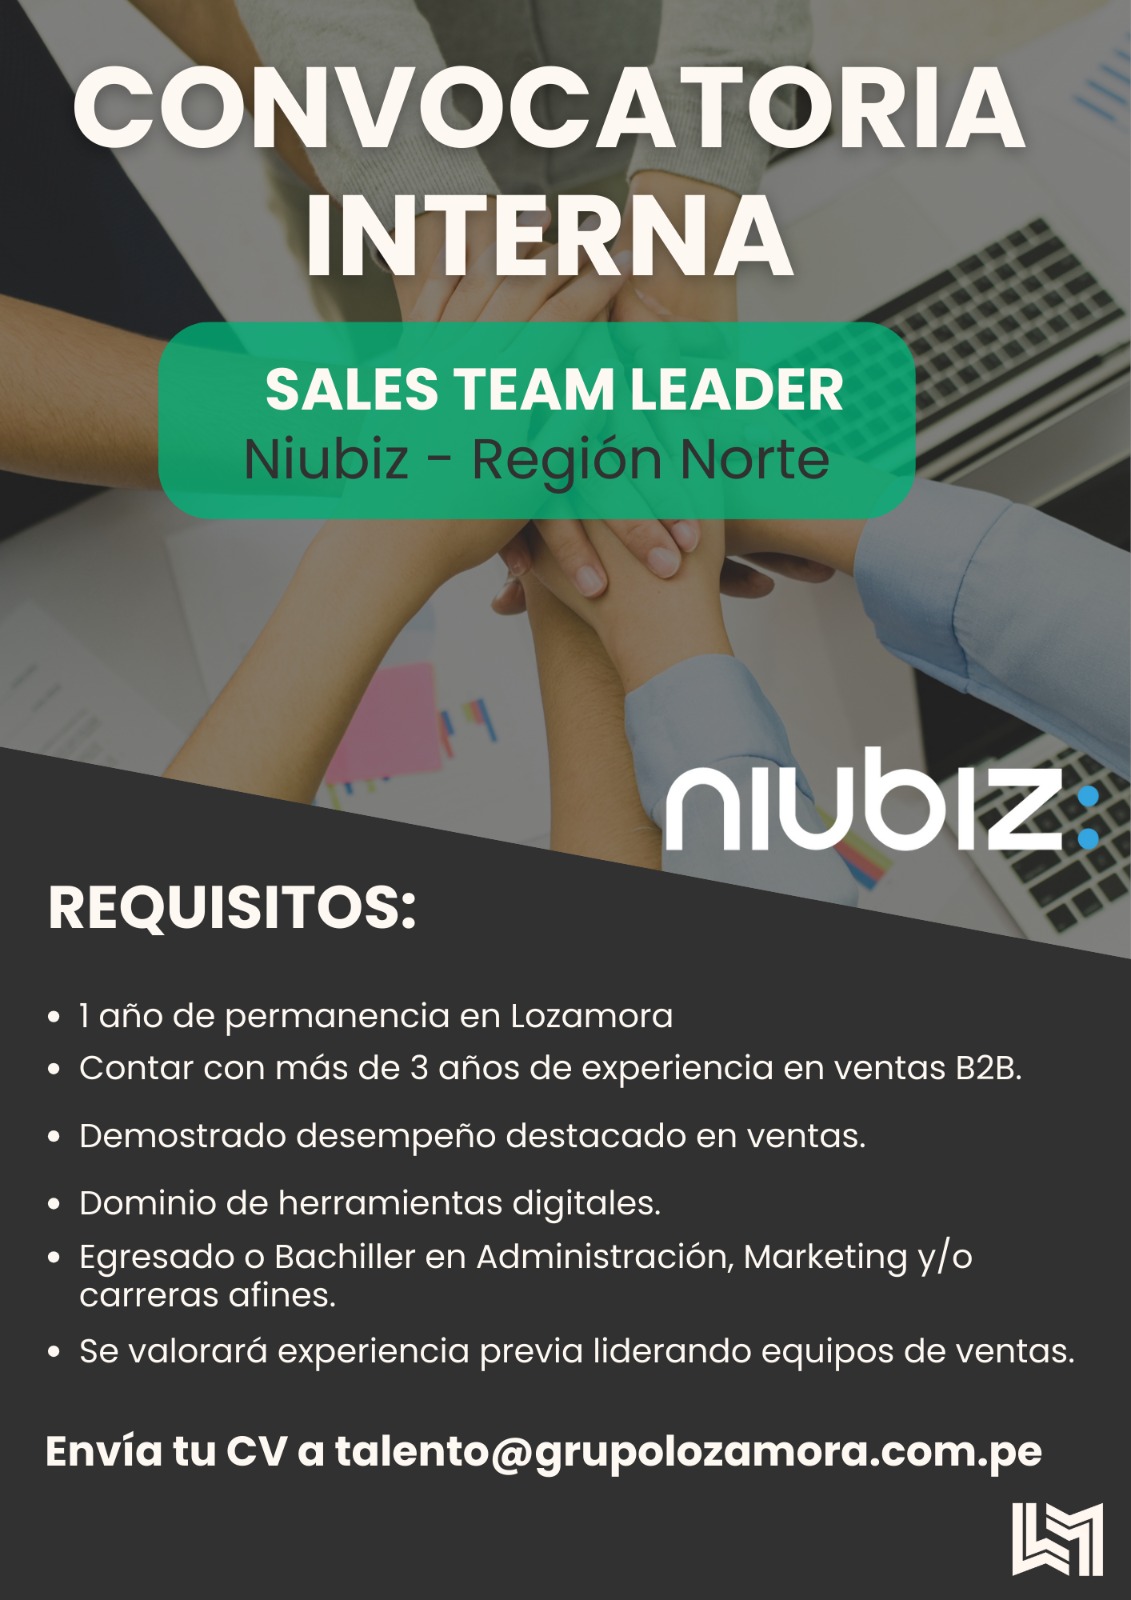 CONVOCATORIA
INTERNA
SALES TEAM LEADER
Niubiz - Región Norte
niubiz:
REQUISITOS:
• 1 año de permanencia en Lozamora
• Contar con más de 3 años de experiencia en ventas B2B.
• Demostrado desempeño destacado en ventas.
• Dominio de herramientas digitales.
• Egresado o Bachiller en Administración, Marketing y/o
carreras afines.
• Se valorará experiencia previa liderando equipos de ventas.
Envía tu CV a talento@grupolozamora.com.pe
LM